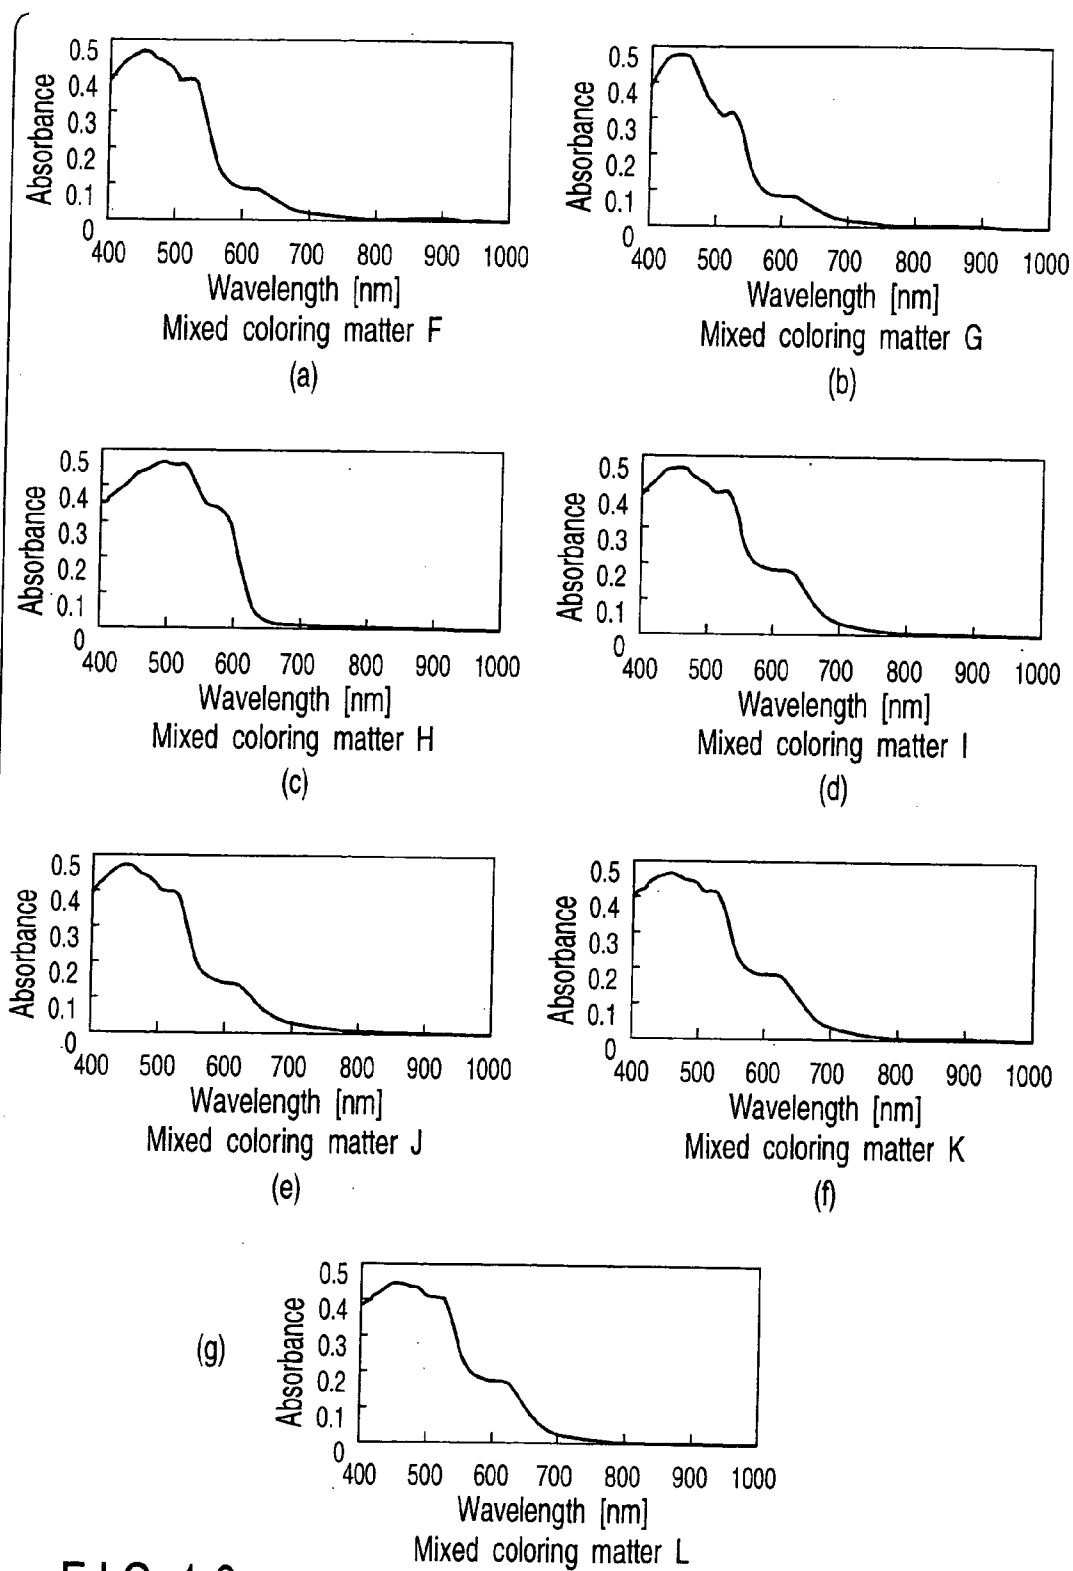 0.5
0.4
0.3
0.2
0.1
0
Absorbance
400 500 600 700 800 900 1000
Wavelength [nm]
Mixed coloring matter F
(a)
0.5
0.4
0.3
0.2
0.1
0
Absorbance
400 500 600 700 800 900 1000
Wavelength [nm]
Mixed coloring matter G
(b)
0.5
0.4
0.3
0.2
0.1
0
Absorbance
400 500 600 700 800 900 1000
Wavelength [nm]
Mixed coloring matter H
(c)
0.5
0.4
0.3
0.2
0.1
0
Absorbance
400 500 600 700 800 900 1000
Wavelength [nm]
Mixed coloring matter I
(d)
0.5
0.4
0.3
0.2
0.1
0
Absorbance
400 500 600 700 800 900 1000
Wavelength [nm]
Mixed coloring matter J
(e)
0.5
0.4
0.3
0.2
0.1
0
Absorbance
400 500 600 700 800 900 1000
Wavelength [nm]
Mixed coloring matter K
(f)
(g)
0.5
0.4
0.3
0.2
0.1
0
Absorbance
400 500 600 700 800 900 1000
Wavelength [nm]
Mixed coloring matter L